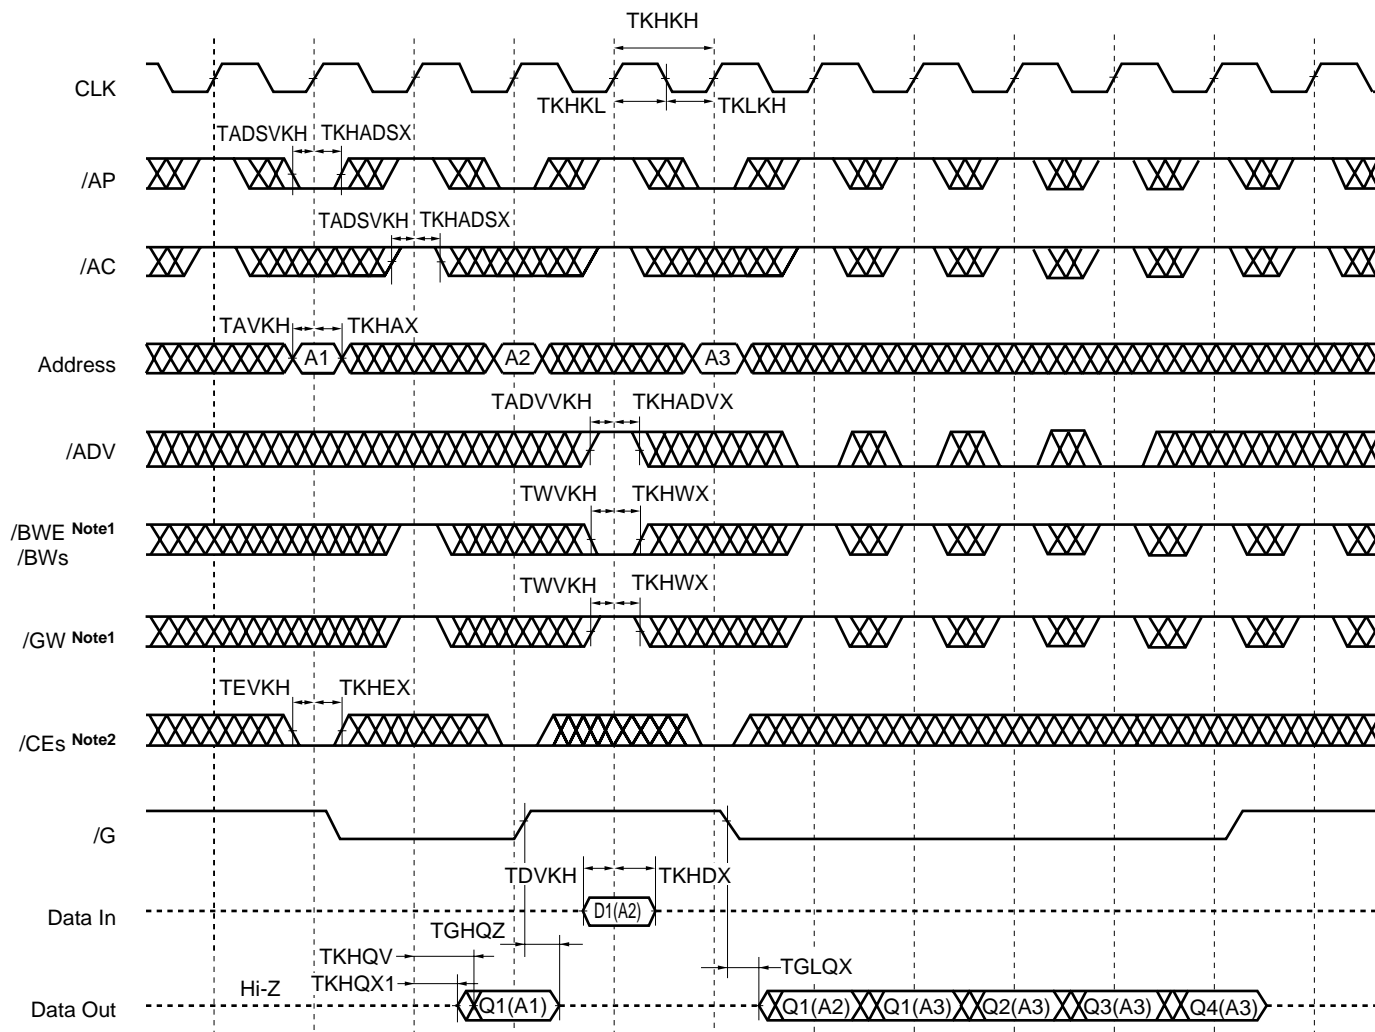 TKHKH
CLK
TKHKL TKLKH
TADSVKH TKHADSX
/AP
TADSVKH TKHADSX
/AC
TAVKH TKHAX
Address A1 A2 A3
TADVVKH TKHADVX
/ADV
TWVKH TKHWX
/BWE Note1
/BWs
TWVKH TKHWX
/GW Note1
TEVKH TKHEX
/CEs Note2
/G
TDVKH TKHDX
Data In D1(A2)
TGHQZ
TKHQV
TGLQX
TKHQX1
Hi-Z
Data Out Q1(A1) Q1(A2) Q1(A3) Q2(A3) Q3(A3) Q4(A3)